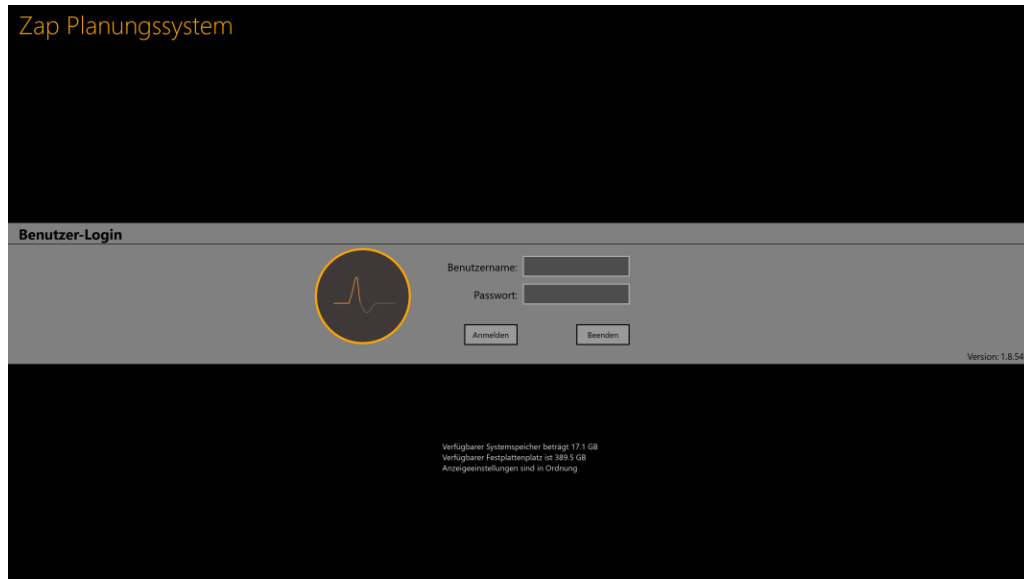 Zap Planungssystem
Benutzer-Login
Benutzername:
Passwort:
Anmelden Beenden
Version: 1.8.54
Verfügbarer Systemspeicher beträgt 17.1 GB
Verfügbarer Festplattenplatz ist 389.5 GB
Anzeigeeinstellungen sind in Ordnung